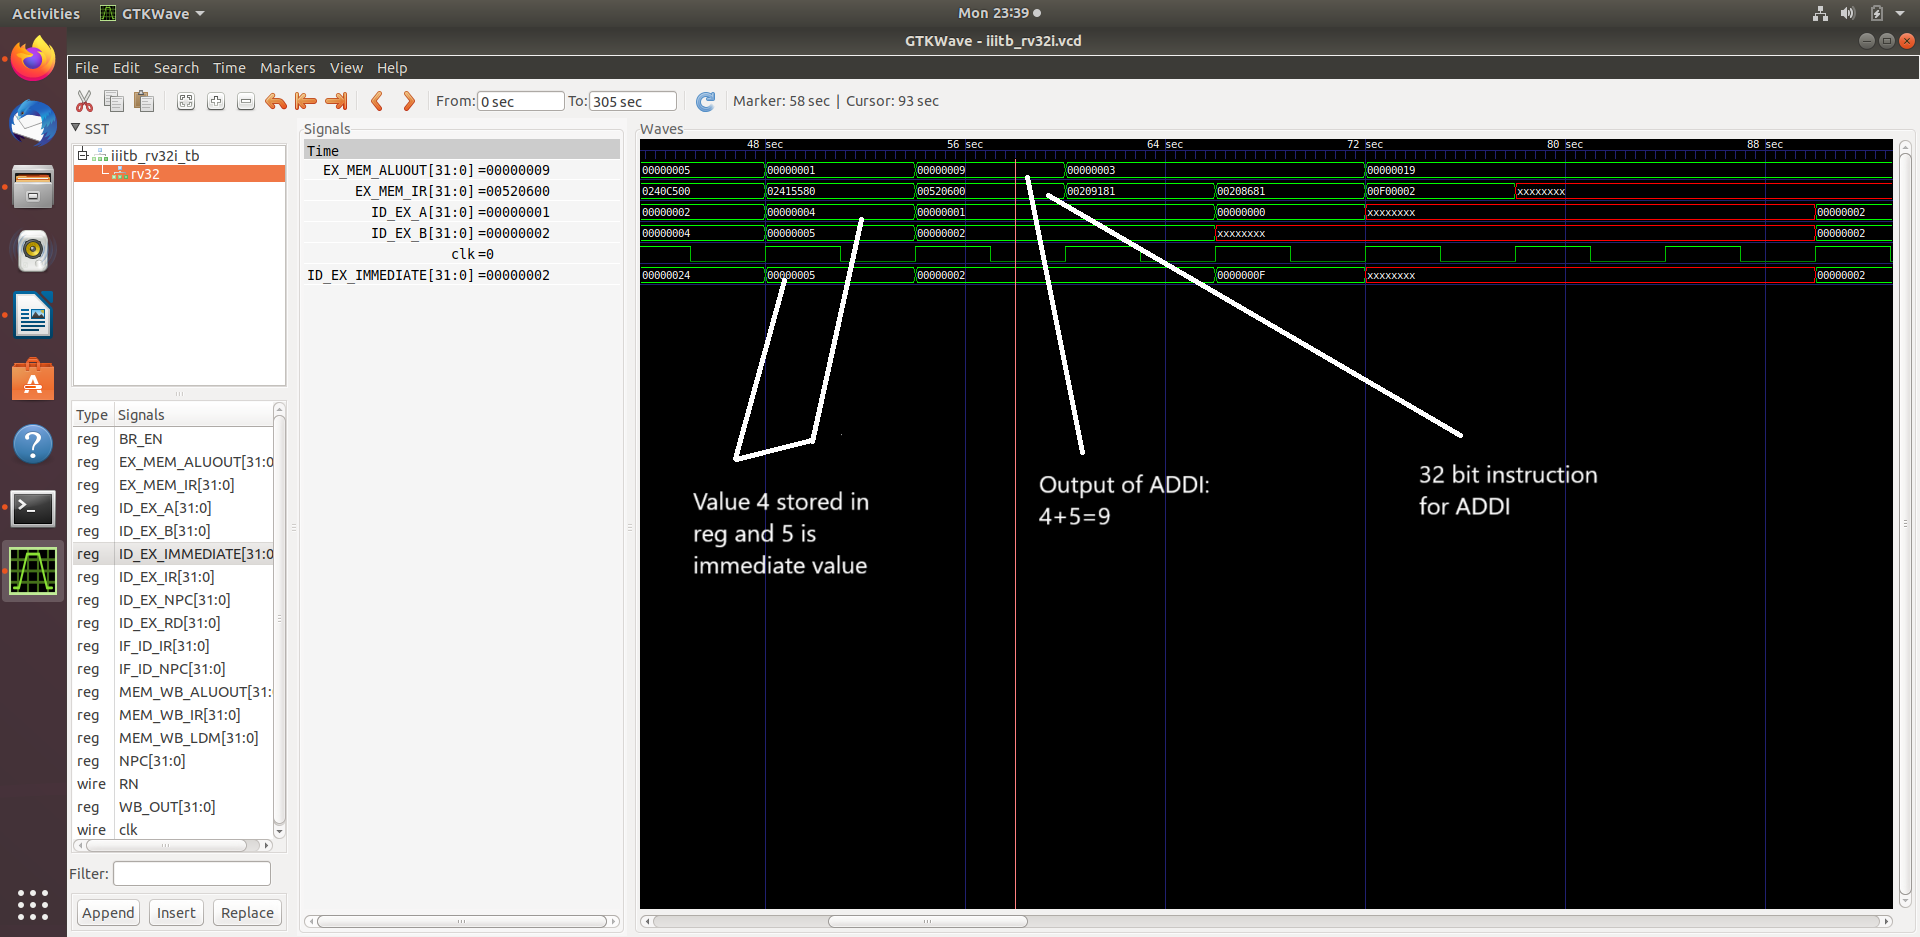 Activities GTKWave Mon 23:39
GTKWave - iiitb_rv32i.vcd
File Edit Search Time Markers View Help
From: 0 sec To: 305 sec Marker: 58 sec | Cursor: 93 sec
SST
iiitb_rv32i_tb
rv32
Type Signals
reg BR_EN
reg EX_MEM_ALUOUT[31:0
reg EX_MEM_IR[31:0]
reg ID_EX_A[31:0]
reg ID_EX_B[31:0]
reg ID_EX_IMMEDIATE[31:0
reg ID_EX_IR[31:0]
reg ID_EX_NPC[31:0]
reg ID_EX_RD[31:0]
reg IF_ID_IR[31:0]
reg IF_ID_NPC[31:0]
reg MEM_WB_ALUOUT[31:
reg MEM_WB_IR[31:0]
reg MEM_WB_LDM[31:0]
reg NPC[31:0]
wire RN
reg WB_OUT[31:0]
wire clk
Filter:
Append Insert Replace
Signals
Time
EX_MEM_ALUOUT[31:0] =00000009
EX_MEM_IR[31:0] =00520600
ID_EX_A[31:0] =00000001
ID_EX_B[31:0] =00000002
clk =0
ID_EX_IMMEDIATE[31:0] =00000002
Waves
48 sec 56 sec 64 sec 72 sec 80 sec 88 sec
00000005 00000001 00000009 00000003 00000019
0240C500 02415580 00520600 00209181 00208681 00F00002 xxxxxxxx
00000002 00000004 00000001 00000000 xxxxxxxx 00000002
00000004 00000005 00000002 xxxxxxxx 00000002
00000024 00000005 00000002 0000000F xxxxxxxx 00000002
Value 4 stored in
reg and 5 is
immediate value
Output of ADDI:
4+5=9
32 bit instruction
for ADDI